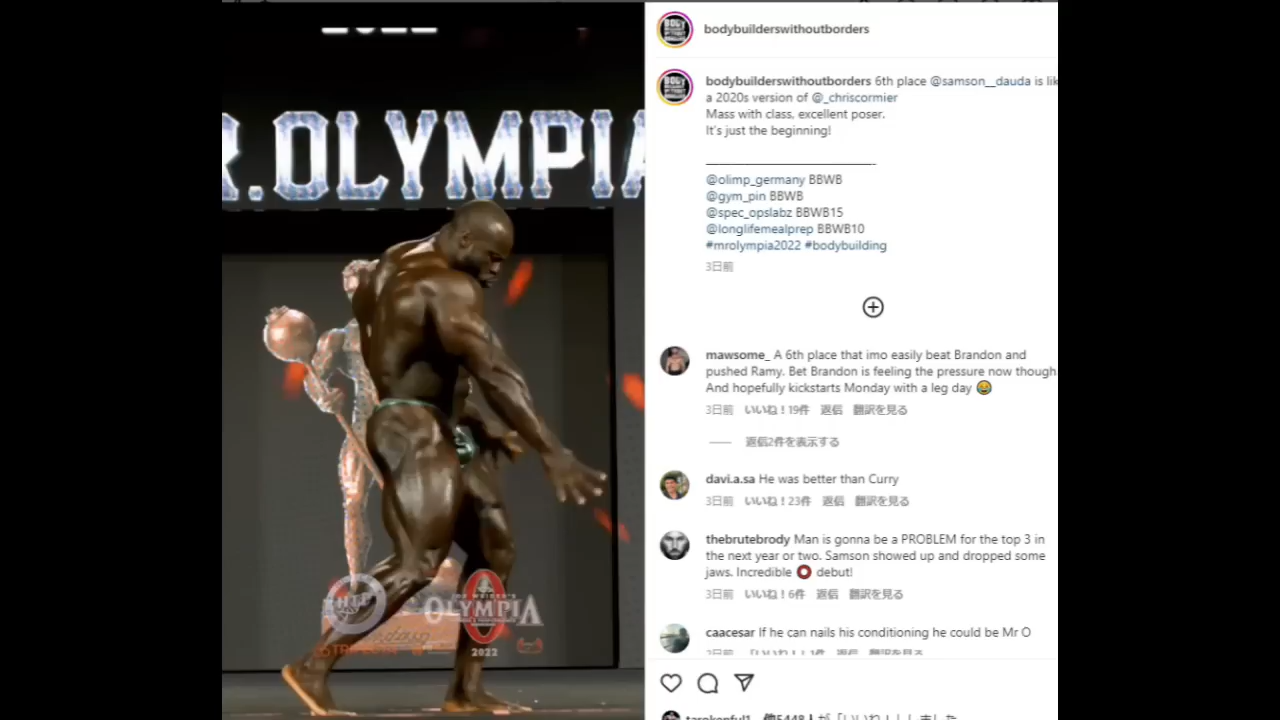 R.OLYMPIA
OLYMPIA
2022
bodybuilderswithoutborders
bodybuilderswithoutborders 6th place @samson__dauda is lik
a 2020s version of @_chriscormier
Mass with class, excellent poser.
It's just the beginning!
@olimp_germany BBWB
@gym_pin BBWB
@spec_opslabz BBWB15
@longlifemealprep BBWB10
#mrolympia2022 #bodybuilding
3日前
mawsome_ A 6th place that imo easily beat Brandon and
pushed Ramy. Bet Brandon is feeling the pressure now though
And hopefully kickstarts Monday with a leg day 😂
3日前 いいね！19件 返信 翻訳を見る
返信2件を表示する
davi.a.sa He was better than Curry
3日前 いいね！23件 返信 翻訳を見る
thebrutebrody Man is gonna be a PROBLEM for the top 3 in
the next year or two. Samson showed up and dropped some
jaws. Incredible ⭕ debut!
3日前 いいね！6件 返信 翻訳を見る
caacesar If he can nails his conditioning he could be Mr O